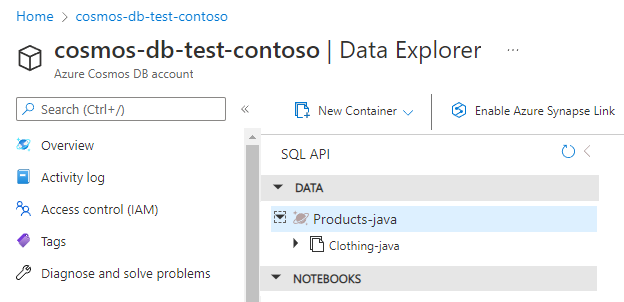 Home > cosmos-db-test-contoso
cosmos-db-test-contoso | Data Explorer ...
Azure Cosmos DB account
Search (Ctrl+/) «
New Container
Enable Azure Synapse Link
Overview
Activity log
Access control (IAM)
Tags
Diagnose and solve problems
SQL API
DATA
Products-java
Clothing-java
NOTEBOOKS